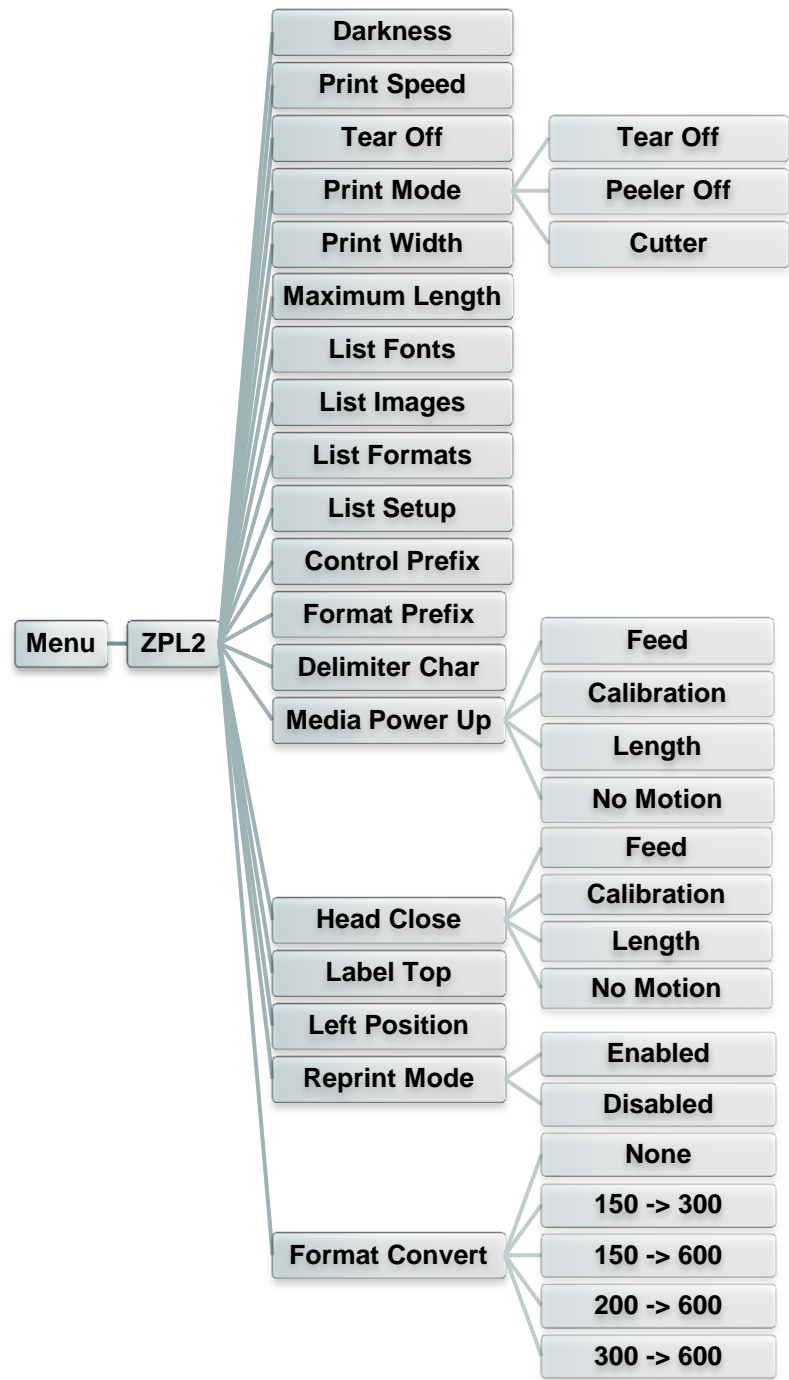 Menu
ZPL2
Darkness
Print Speed
Tear Off
Print Mode
Tear Off
Peeler Off
Cutter
Print Width
Maximum Length
List Fonts
List Images
List Formats
List Setup
Control Prefix
Format Prefix
Delimiter Char
Media Power Up
Feed
Calibration
Length
No Motion
Head Close
Feed
Calibration
Length
No Motion
Label Top
Left Position
Reprint Mode
Enabled
Disabled
Format Convert
None
150 -> 300
150 -> 600
200 -> 600
300 -> 600